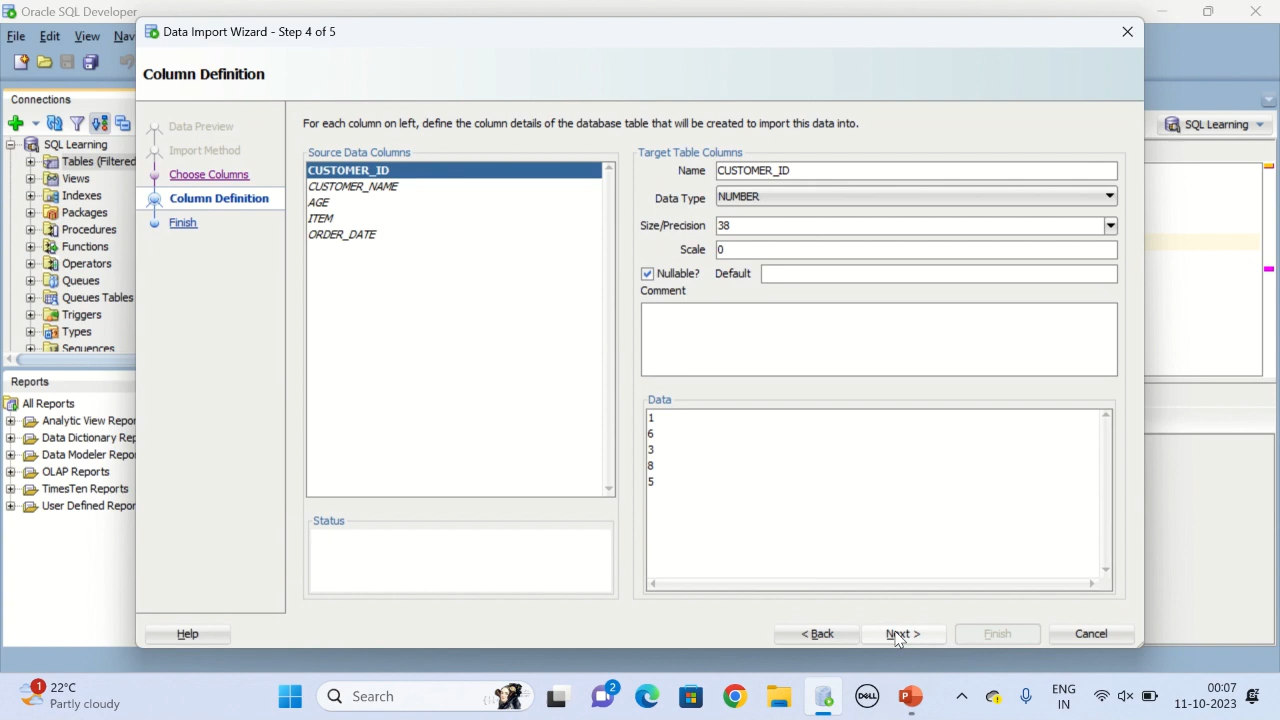 Oracle SQL Developer
Data Import Wizard - Step 4 of 5
File Edit View Nav
Column Definition
Connections
SQL Learning
Tables (Filtered
Views
Indexes
Packages
Procedures
Functions
Operators
Queues
Queues Tables
Triggers
Types
Sequences
Reports
All Reports
Analytic View Repor
Data Dictionary Rep
Data Modeler Repo
OLAP Reports
TimesTen Reports
User Defined Repor
Data Preview
Import Method
Choose Columns
Column Definition
Finish
For each column on left, define the column details of the database table that will be created to import this data into.
Source Data Columns
CUSTOMER_ID
CUSTOMER_NAME
AGE
ITEM
ORDER_DATE
Status
Target Table Columns
Name CUSTOMER_ID
Data Type NUMBER
Size/Precision 38
Scale 0
Nullable? Default
Comment
Data
1
6
3
8
5
Help
< Back Next > Finish Cancel
SQL Learning
1 22°C
Partly cloudy
Search
2
DELL
P
ENG
IN
00:07
11-10-2023